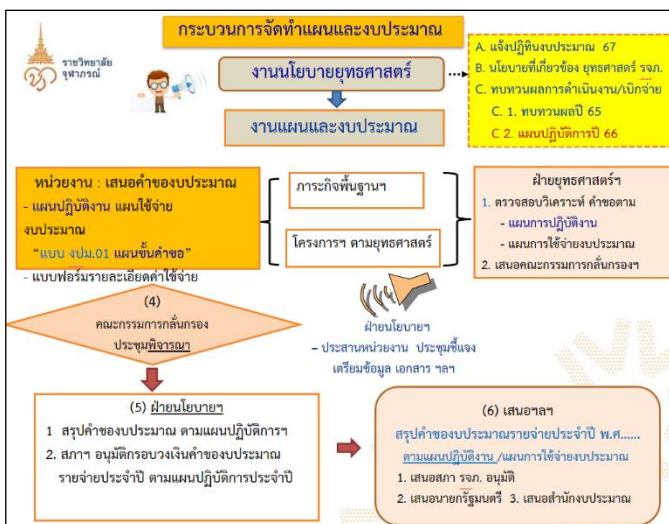 กระบวนการจัดทำแผนและงบประมาณ
ราชวิทยาลัย
จุฬาภรณ์
งานนโยบายยุทธศาสตร์
งานแผนและงบประมาณ
A. แจ้งปฏิทินงบประมาณ 67
B. นโยบายที่เกี่ยวข้อง ยุทธศาสตร์ รจภ.
C. ทบทวนผลการดำเนินงาน/เบิกจ่าย
C. 1. ทบทวนผลปี 65
C 2. แผนปฏิบัติการปี 66
หน่วยงาน : เสนอคำของบประมาณ
- แผนปฏิบัติงาน แผนใช้จ่าย
งบประมาณ
“แบบ งปม.01 แผนขั้นคำขอ”
- แบบฟอร์มรายละเอียดค่าใช้จ่าย
ภาระกิจพื้นฐานฯ
โครงการฯ ตามยุทธศาสตร์
ฝ่ายยุทธศาสตร์ฯ
1. ตรวจสอบวิเคราะห์ คำขอตาม
- แผนการปฏิบัติงาน
- แผนการใช้จ่ายงบประมาณ
2. เสนอคณะกรรมการกลั่นกรองฯ
(4)
คณะกรรมการกลั่นกรอง
ประชุมพิจารณา
ฝ่ายนโยบายฯ
– ประสานหน่วยงาน ประชุมชี้แจง
เตรียมข้อมูล เอกสาร ฯลฯ
(5) ฝ่ายนโยบายฯ
1 สรุปคำของบประมาณ ตามแผนปฏิบัติการฯ
2. สภาฯ อนุมัติกรอบวงเงินคำของบประมาณ
รายจ่ายประจำปี ตามแผนปฏิบัติการประจำปี
(6) เสนอฯลฯ
สรุปคำของบประมาณรายจ่ายประจำปี พ.ศ......
ตามแผนปฏิบัติงาน /แผนการใช้จ่ายงบประมาณ
1. เสนอสภา รจภ. อนุมัติ
2. เสนอนายกรัฐมนตรี 3. เสนอสำนักงบประมาณ